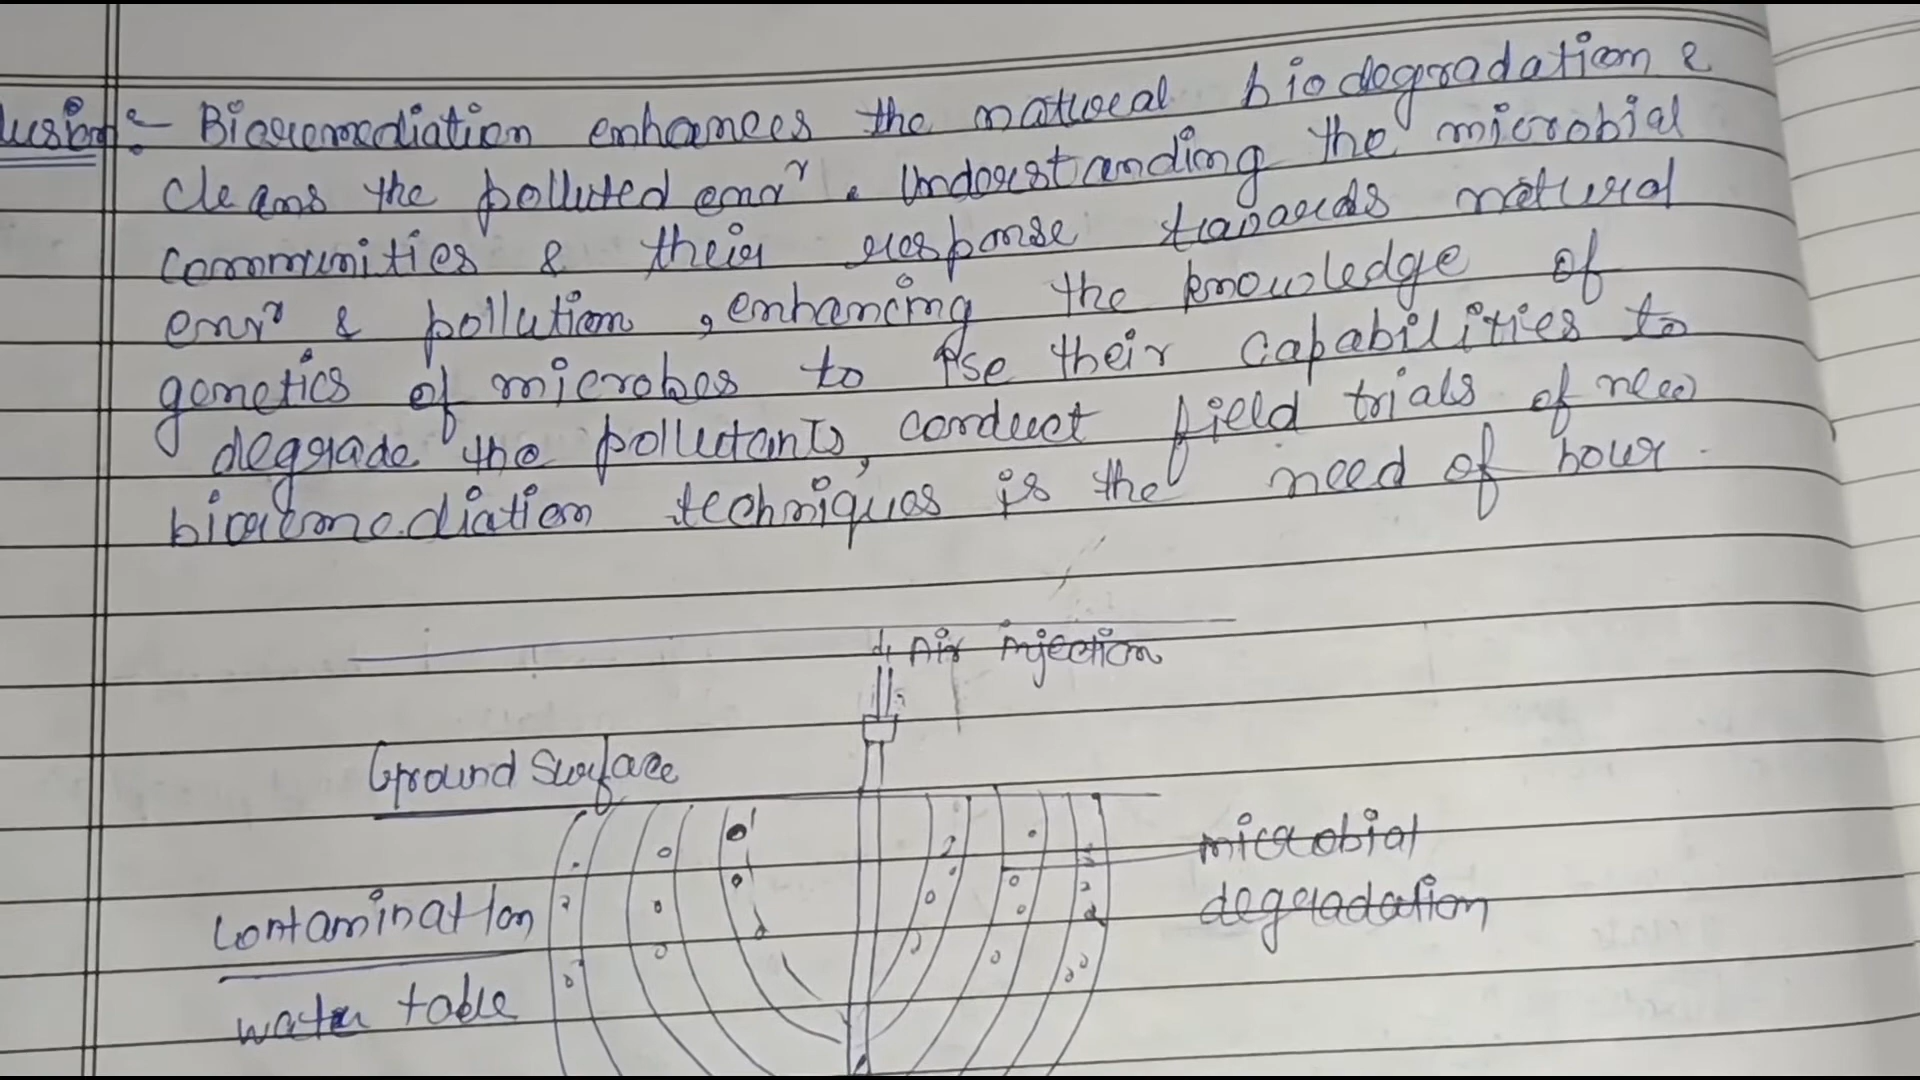 lusion:- Bioremediation enhances the natural biodegradation &
cleans the polluted envr. Understanding the microbial
communities & their response towards natural
envr & pollution, enhancing the knowledge of
genetics of microbes to use their capabilities to
degrade the pollutants, conduct field trials of new
bioremediation techniques is the need of hour.
Air injection
Ground Surface
microbial
degradation
contamination
water table